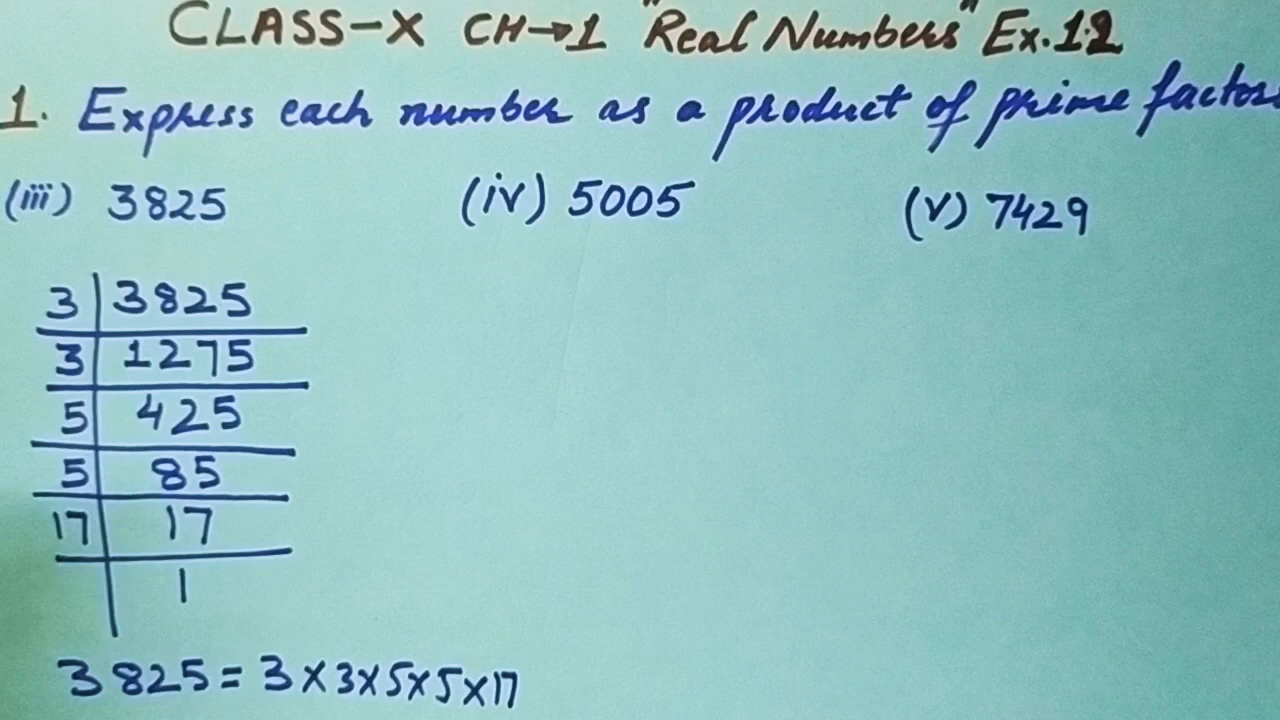 CLASS-X CH→1 "Real Numbers" Ex.1.2
1. Express each number as a product of prime factors
(iii) 3825 (iv) 5005 (v) 7429
3 | 3825
3 | 1275
5 | 425
5 | 85
17 | 17
| 1
3825 = 3×3×5×5×17